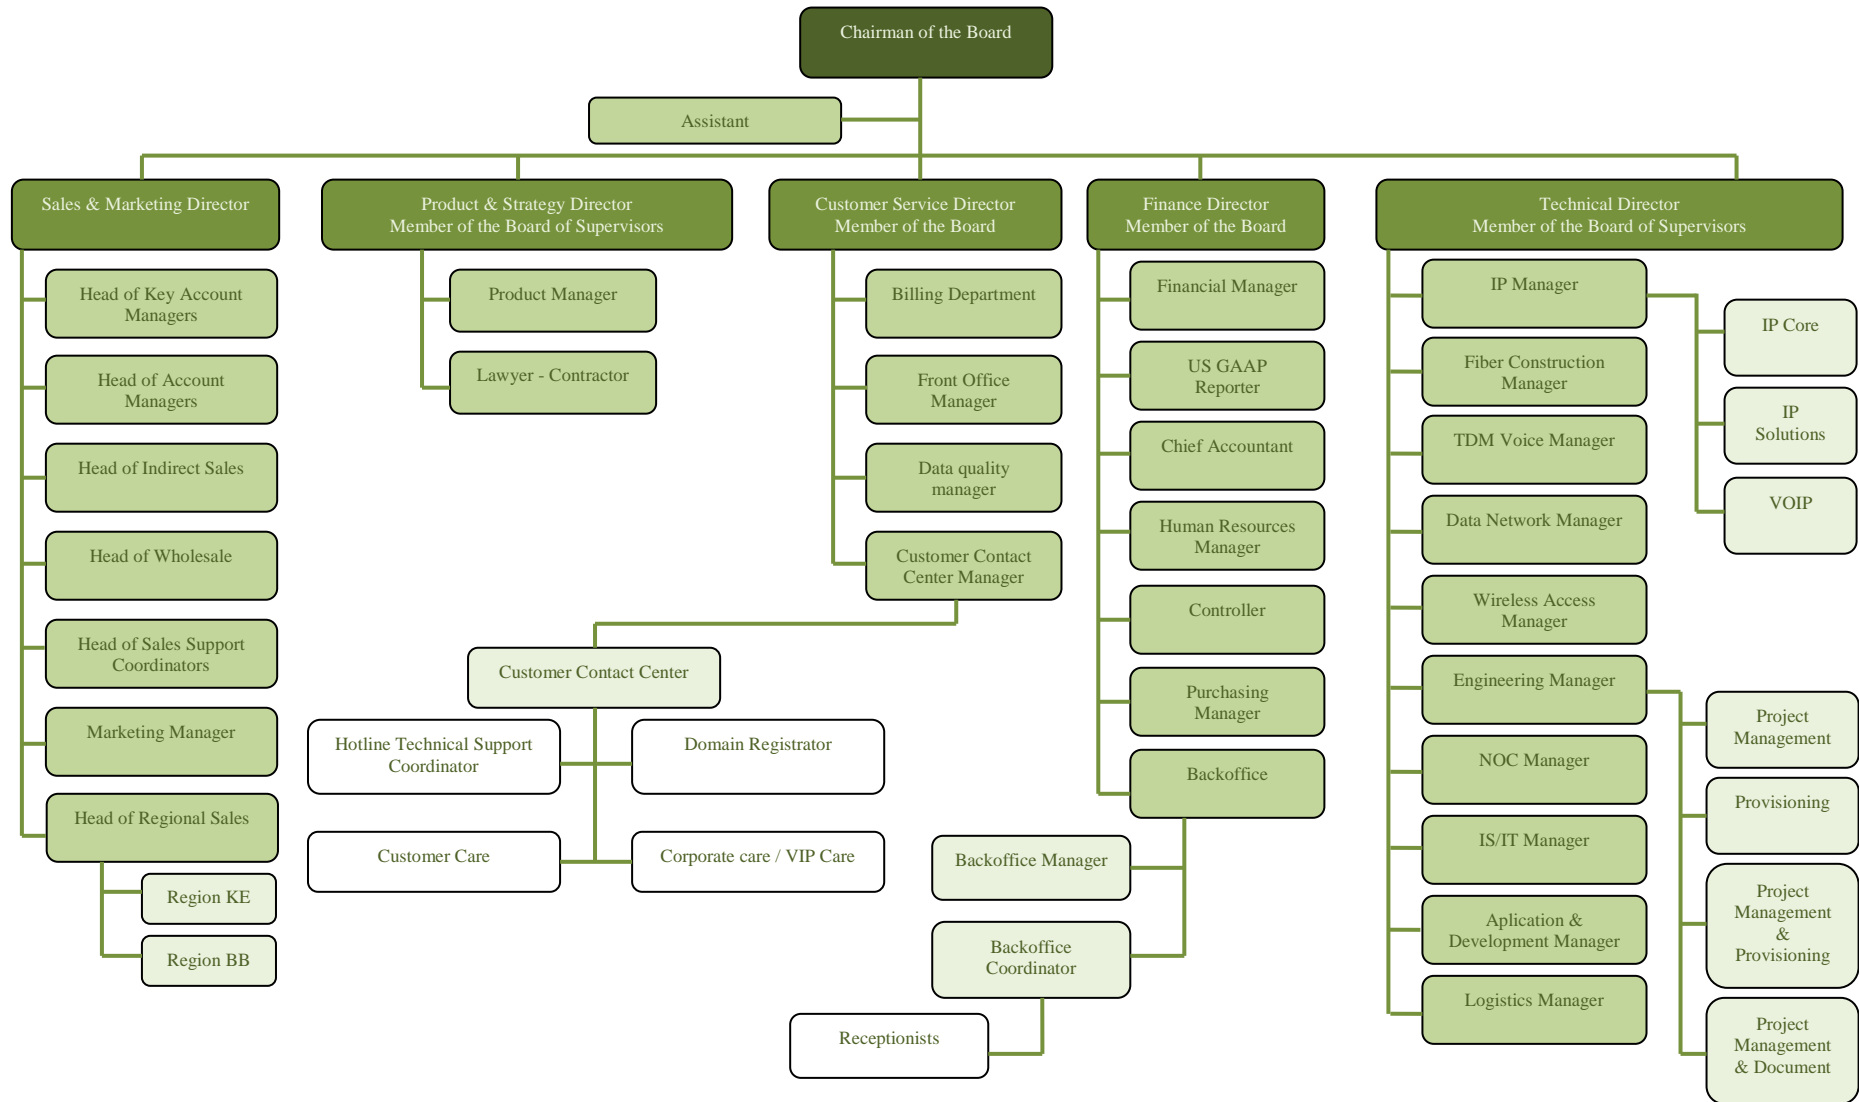 Chairman of the Board
Assistant
Sales & Marketing Director
Product & Strategy Director
Member of the Board of Supervisors
Customer Service Director
Member of the Board
Finance Director
Member of the Board
Technical Director
Member of the Board of Supervisors
Head of Key Account
Managers
Head of Account
Managers
Head of Indirect Sales
Head of Wholesale
Head of Sales Support
Coordinators
Marketing Manager
Head of Regional Sales
Region KE
Region BB
Product Manager
Lawyer - Contractor
Billing Department
Front Office
Manager
Data quality
manager
Customer Contact
Center Manager
Customer Contact Center
Hotline Technical Support
Coordinator
Domain Registrator
Customer Care
Corporate care / VIP Care
Financial Manager
US GAAP
Reporter
Chief Accountant
Human Resources
Manager
Controller
Purchasing
Manager
Backoffice
Backoffice Manager
Backoffice
Coordinator
Receptionists
IP Manager
Fiber Construction
Manager
TDM Voice Manager
Data Network Manager
Wireless Access
Manager
Engineering Manager
NOC Manager
IS/IT Manager
Aplication &
Development Manager
Logistics Manager
IP Core
IP
Solutions
VOIP
Project
Management
Provisioning
Project
Management
&
Provisioning
Project
Management
& Document